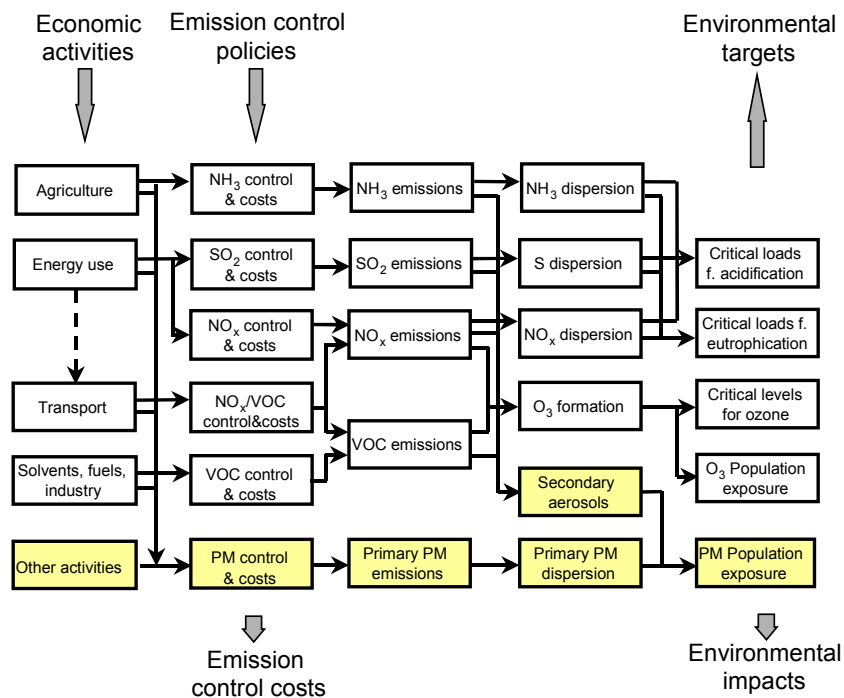 Economic
activities
Emission control
policies
Environmental
targets
Agriculture
NH₃ control
& costs
NH₃ emissions
NH₃ dispersion
Energy use
SO₂ control
& costs
SO₂ emissions
S dispersion
Critical loads
f. acidification
NOₓ control
& costs
NOₓ emissions
NOₓ dispersion
Critical loads f.
eutrophication
Transport
NOₓ/VOC
control&costs
VOC emissions
O₃ formation
Critical levels
for ozone
Solvents, fuels,
industry
VOC control
& costs
Secondary
aerosols
O₃ Population
exposure
Other activities
PM control
& costs
Primary PM
emissions
Primary PM
dispersion
PM Population
exposure
Emission
control costs
Environmental
impacts